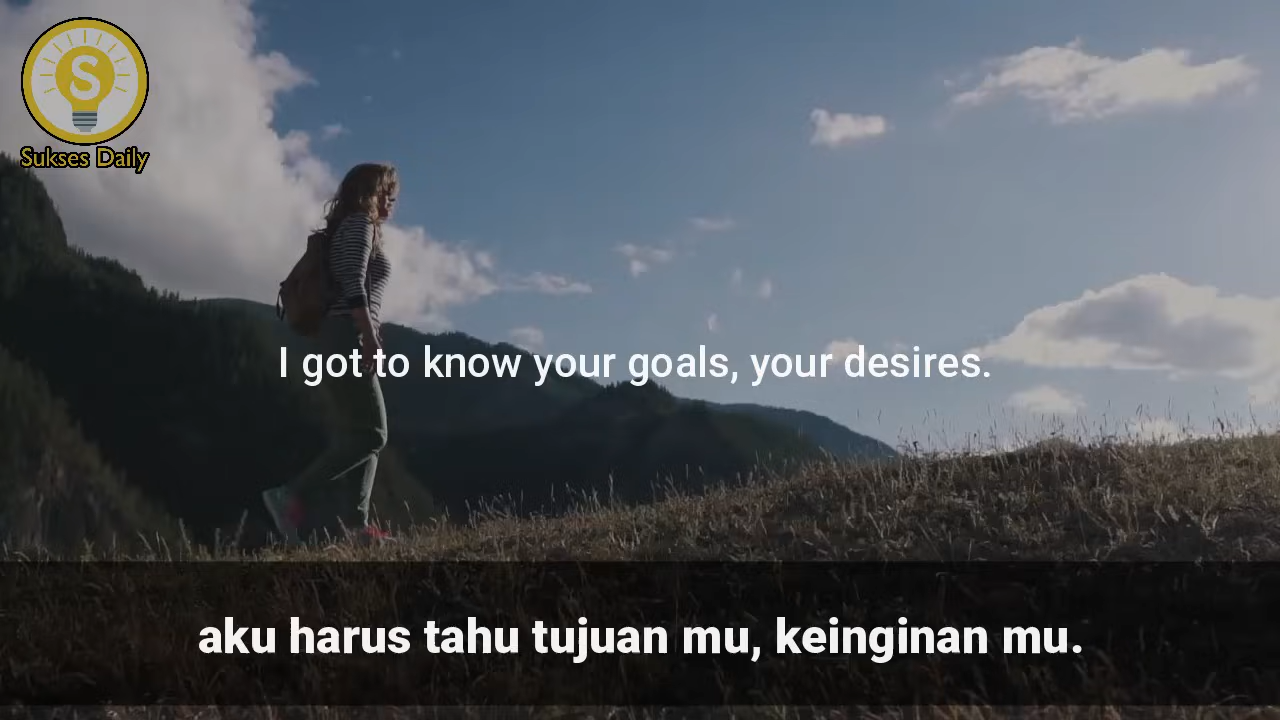 S
Sukses Daily
I got to know your goals, your desires.
aku harus tahu tujuan mu, keinginan mu.